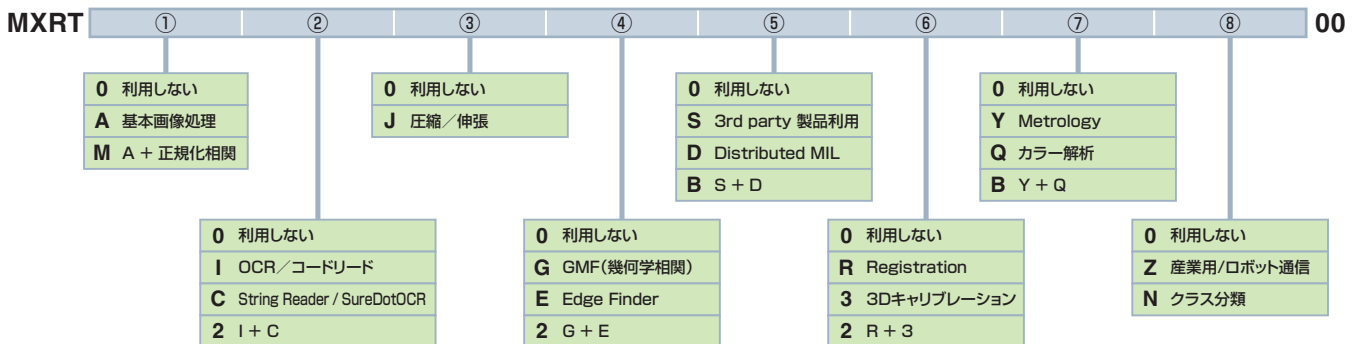 MXRT ① ② ③ ④ ⑤ ⑥ ⑦ ⑧ 00
0 利用しない
A 基本画像処理
M A + 正規化相関
0 利用しない
I OCR／コードリード
C String Reader / SureDotOCR
2 I + C
0 利用しない
J 圧縮／伸張
0 利用しない
G GMF(幾何学相関)
E Edge Finder
2 G + E
0 利用しない
S 3rd party 製品利用
D Distributed MIL
B S + D
0 利用しない
R Registration
3 3Dキャリブレーション
2 R + 3
0 利用しない
Y Metrology
Q カラー解析
B Y + Q
0 利用しない
Z 産業用/ロボット通信
N クラス分類